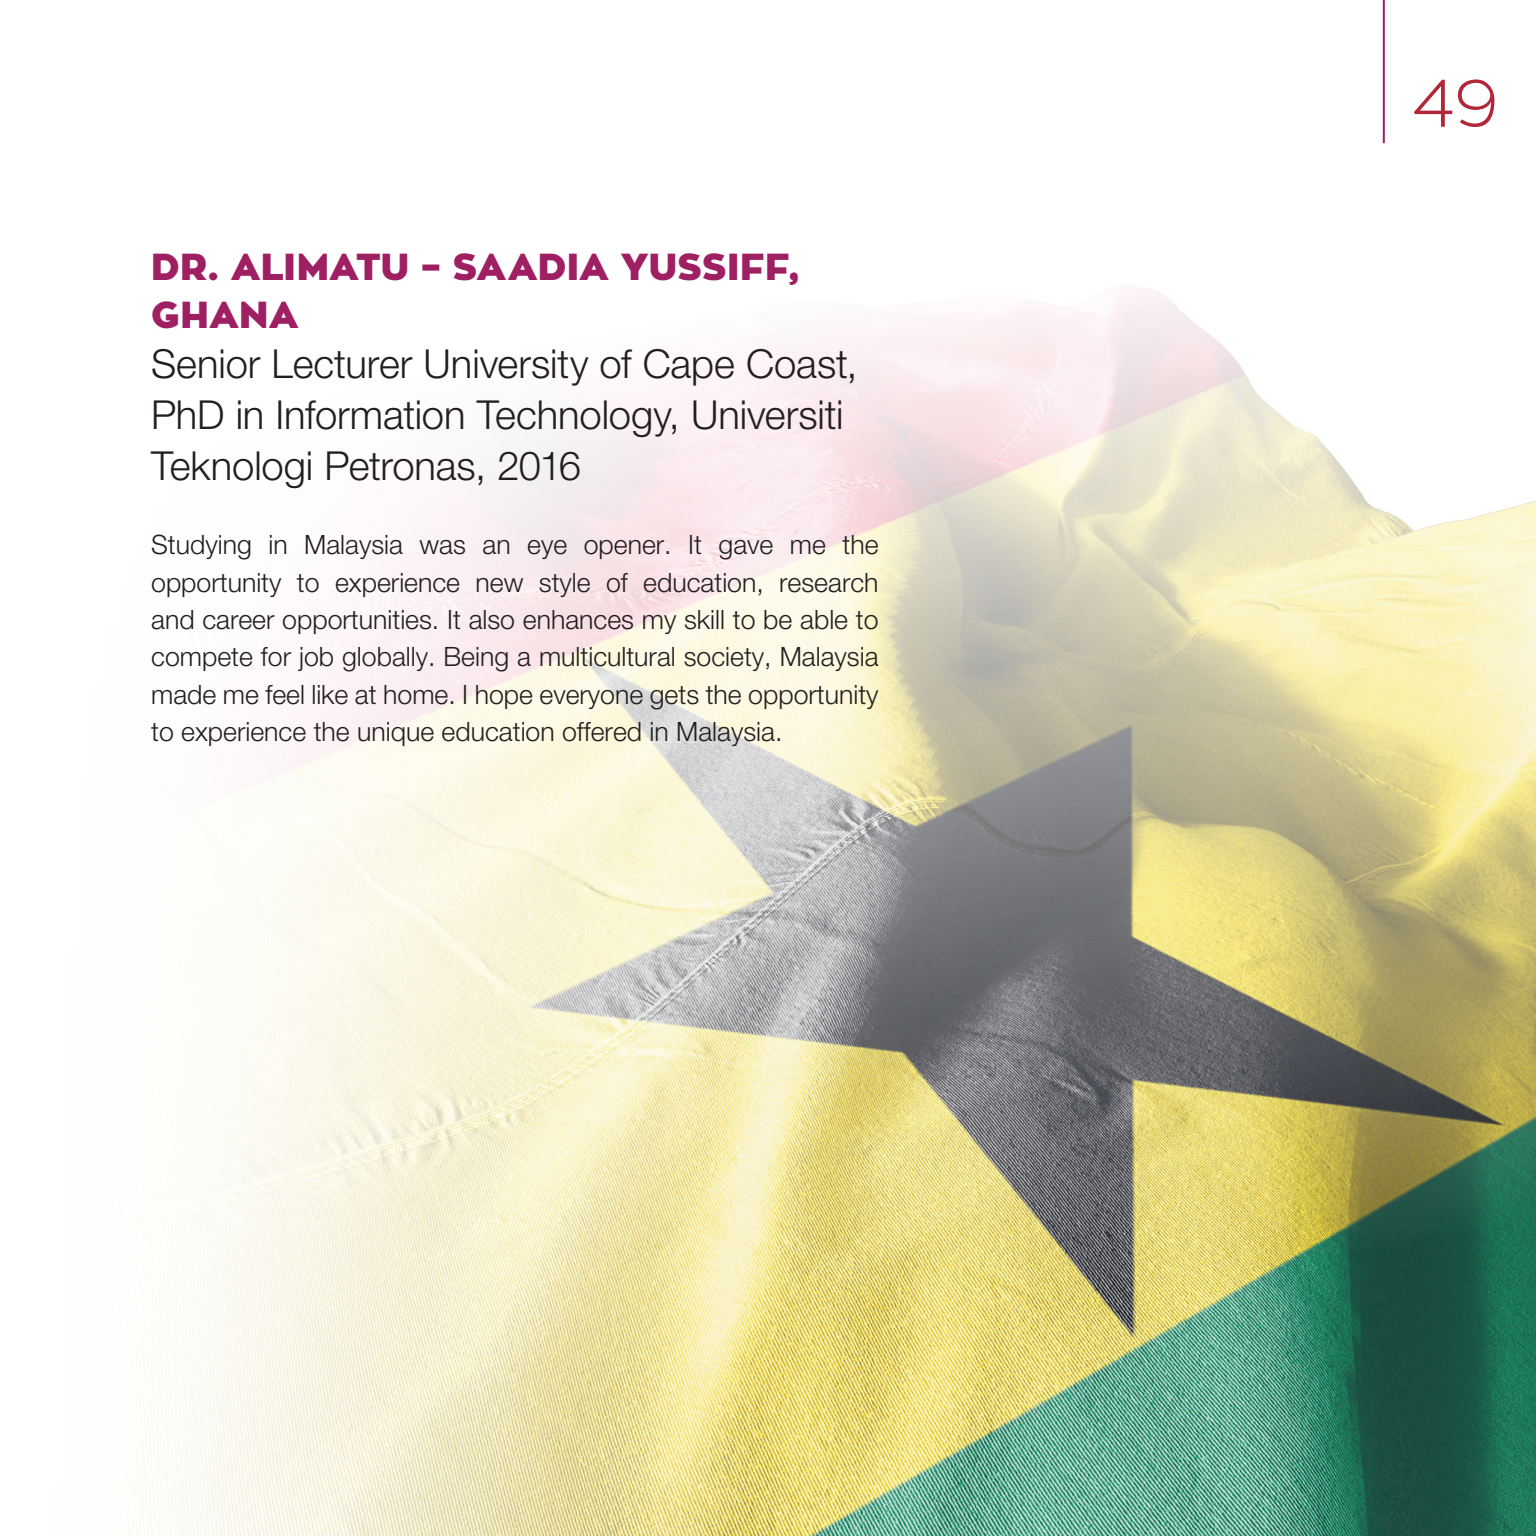 49
DR. ALIMATU – SAADIA YUSSIFF,
GHANA
Senior Lecturer University of Cape Coast,
PhD in Information Technology, Universiti
Teknologi Petronas, 2016
Studying in Malaysia was an eye opener. It gave me the
opportunity to experience new style of education, research
and career opportunities. It also enhances my skill to be able to
compete for job globally. Being a multicultural society, Malaysia
made me feel like at home. I hope everyone gets the opportunity
to experience the unique education offered in Malaysia.